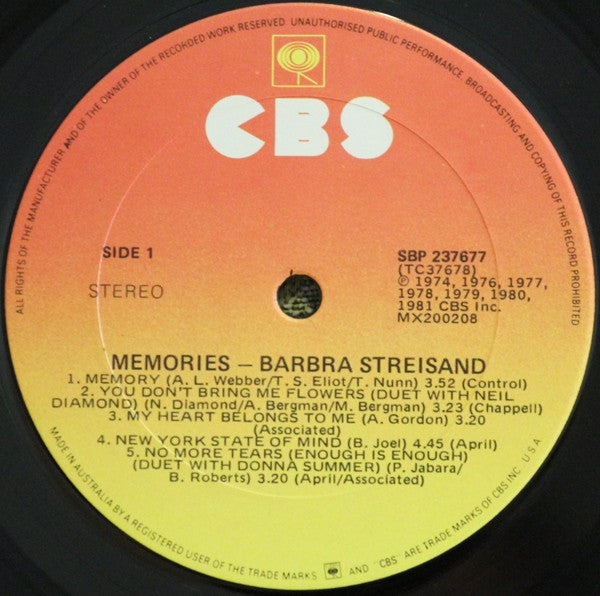 ALL RIGHTS OF THE MANUFACTURER AND OF THE OWNER OF THE RECORDED WORK RESERVED. UNAUTHORISED PUBLIC PERFORMANCE, BROADCASTING AND COPYING OF THIS RECORD PROHIBITED
CBS
SIDE 1
STEREO
SBP 237677
(TC37678)
℗ 1974, 1976, 1977,
1978, 1979, 1980,
1981 CBS Inc.
MX200208
MEMORIES – BARBRA STREISAND
1. MEMORY (A. L. Webber/T. S. Eliot/T. Nunn) 3.52 (Control)
2. YOU DON'T BRING ME FLOWERS (DUET WITH NEIL
DIAMOND) (N. Diamond/A. Bergman/M. Bergman) 3.23 (Chappell)
3. MY HEART BELONGS TO ME (A. Gordon) 3.20
(Associated)
4. NEW YORK STATE OF MIND (B. Joel) 4.45 (April)
5. NO MORE TEARS (ENOUGH IS ENOUGH)
(DUET WITH DONNA SUMMER) (P. Jabara/
B. Roberts) 3.20 (April/Associated)
MADE IN AUSTRALIA BY A REGISTERED USER OF THE TRADE MARKS AND "CBS" ARE TRADE MARKS OF CBS INC. U.S.A.